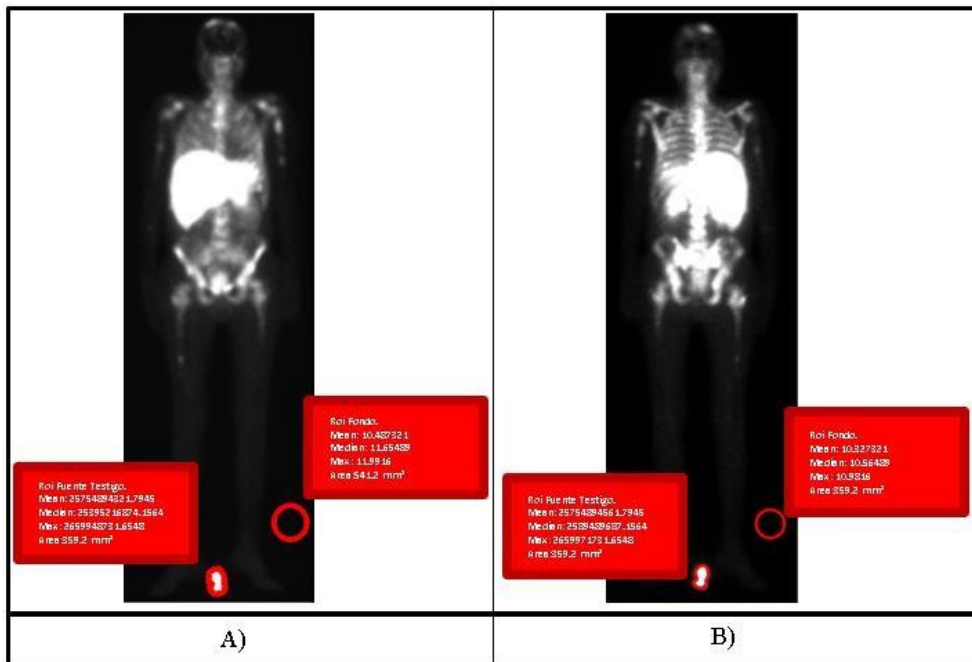 Roi Fondo.
Mean: 10.487321
Median: 11.65489
Max: 11.9916
Area:541.2 mm²
Roi Fuente Testigo.
Mean: 25754894321.7945
Median: 25395216874.1564
Max: 2659948731.6548
Area:359.2 mm²
A)
Roi Fondo.
Mean: 10.327321
Median: 10.56489
Max: 10.9816
Area:359.2 mm²
Roi Fuente Testigo.
Mean: 25754894561.7945
Median: 2589489687.1564
Max: 2659971731.6548
Area:359.2 mm²
B)